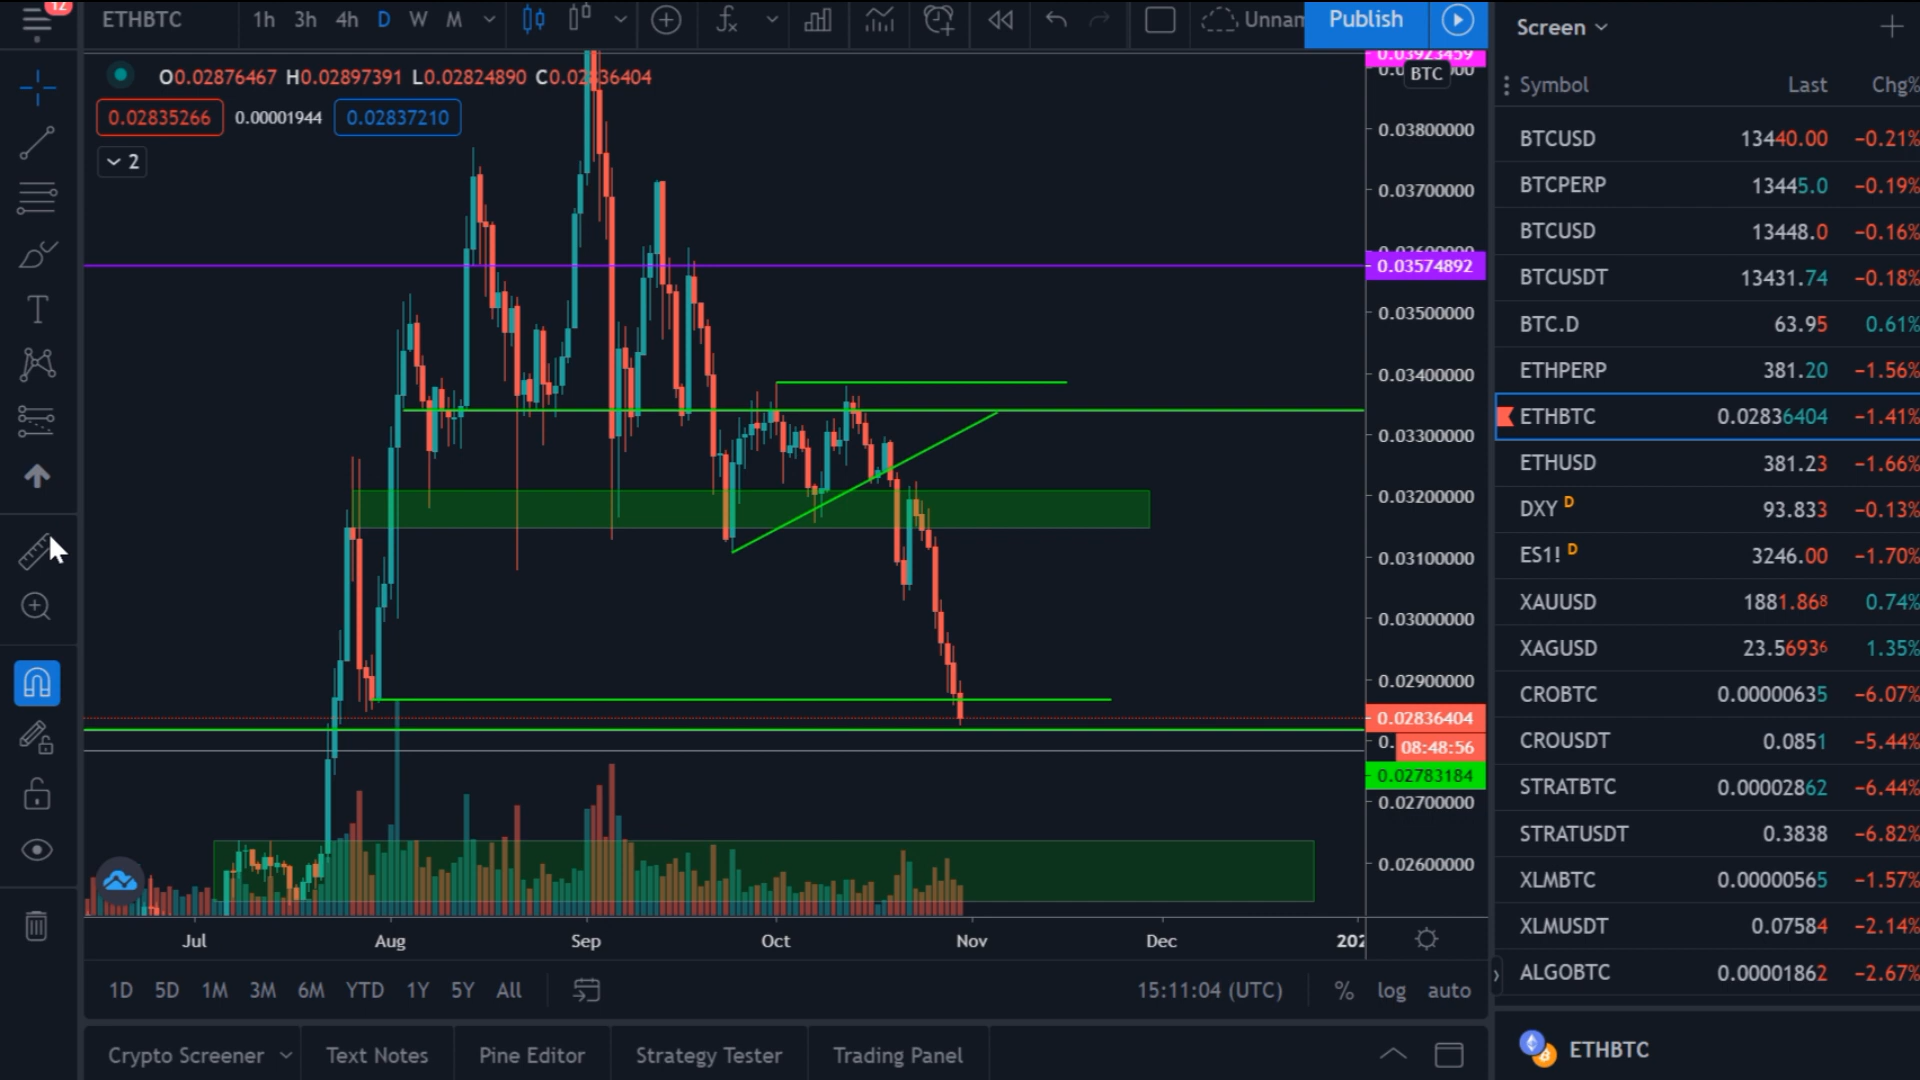 12
ETHBTC 1h 3h 4h D W M Unnam Publish
O0.02876467 H0.02897391 L0.02824890 C0.02836404
0.02835266 0.00001944 0.02837210
2
0.03923459
BTC
0.03800000
0.03700000
0.03574892
0.03500000
0.03400000
0.03300000
0.03200000
0.03100000
0.03000000
0.02900000
0.02836404
08:48:56
0.02783184
0.02700000
0.02600000
Jul Aug Sep Oct Nov Dec 202
1D 5D 1M 3M 6M YTD 1Y 5Y All 15:11:04 (UTC) % log auto
Crypto Screener Text Notes Pine Editor Strategy Tester Trading Panel
Screen
Symbol Last Chg%
BTCUSD 13440.00 −0.21%
BTCPERP 13445.0 −0.19%
BTCUSD 13448.0 −0.16%
BTCUSDT 13431.74 −0.18%
BTC.D 63.95 0.61%
ETHPERP 381.20 −1.56%
ETHBTC 0.02836404 −1.41%
ETHUSD 381.23 −1.66%
DXY D 93.833 −0.13%
ES1! D 3246.00 −1.70%
XAUUSD 1881.868 0.74%
XAGUSD 23.56936 1.35%
CROBTC 0.00000635 −6.07%
CROUSDT 0.0851 −5.44%
STRATBTC 0.00002862 −6.44%
STRATUSDT 0.3838 −6.82%
XLMBTC 0.00000565 −1.57%
XLMUSDT 0.07584 −2.14%
ALGOBTC 0.00001862 −2.67%
ETHBTC